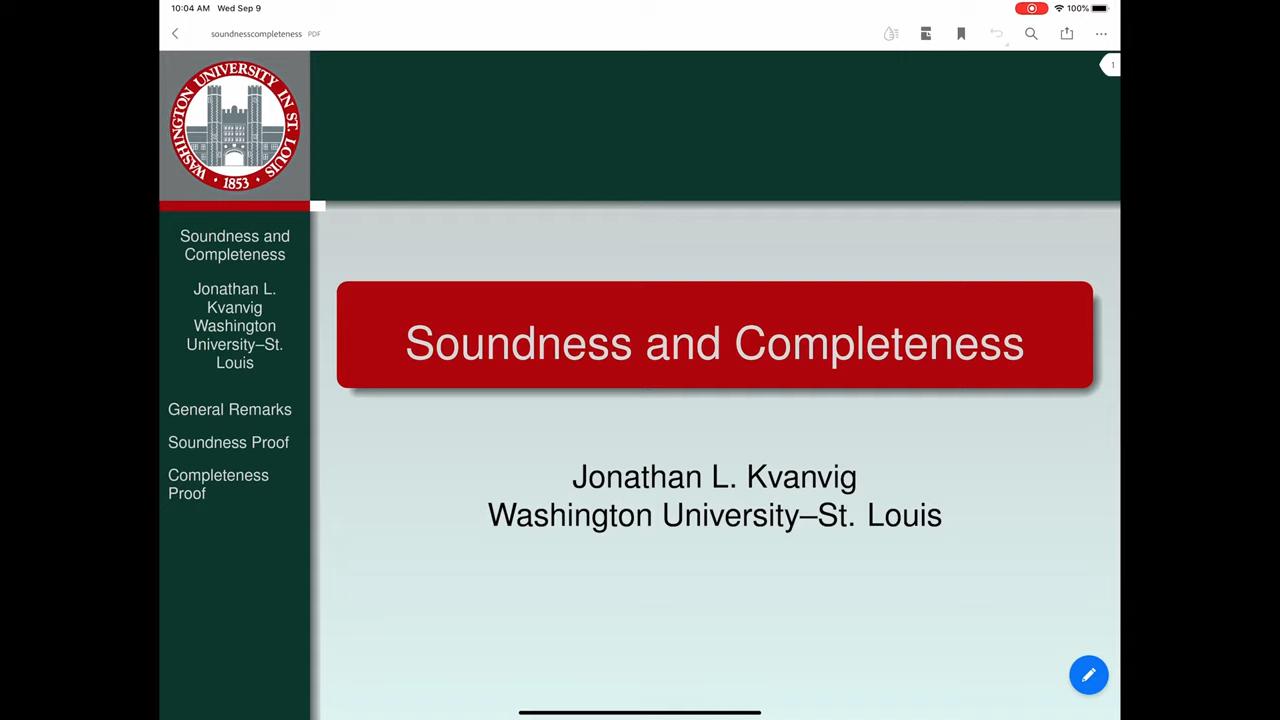 10:04 AM Wed Sep 9
100%
soundnesscompleteness PDF
1
WASHINGTON UNIVERSITY IN ST. LOUIS
1853
Soundness and
Completeness
Jonathan L.
Kvanvig
Washington
University–St.
Louis
General Remarks
Soundness Proof
Completeness
Proof
Soundness and Completeness
Jonathan L. Kvanvig
Washington University–St. Louis